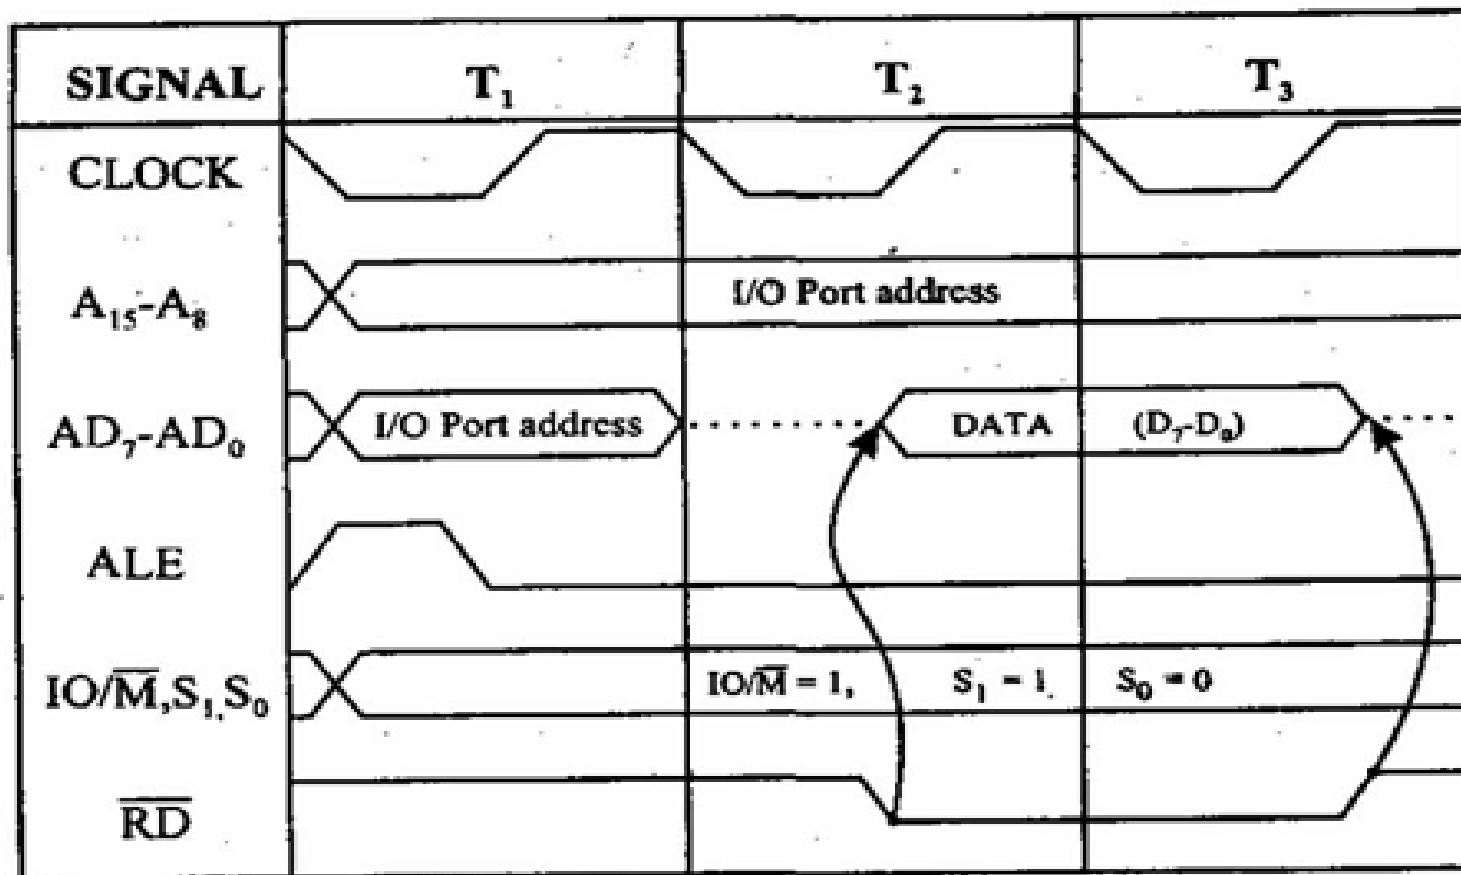 SIGNAL T₁ T₂ T₃
CLOCK
A₁₅-A₈ I/O Port address
AD₇-AD₀ I/O Port address DATA (D₇-D₀)
ALE
IO/M̅,S₁,S₀ IO/M̅ = 1, S₁ = 1 S₀ = 0
R̅D̅